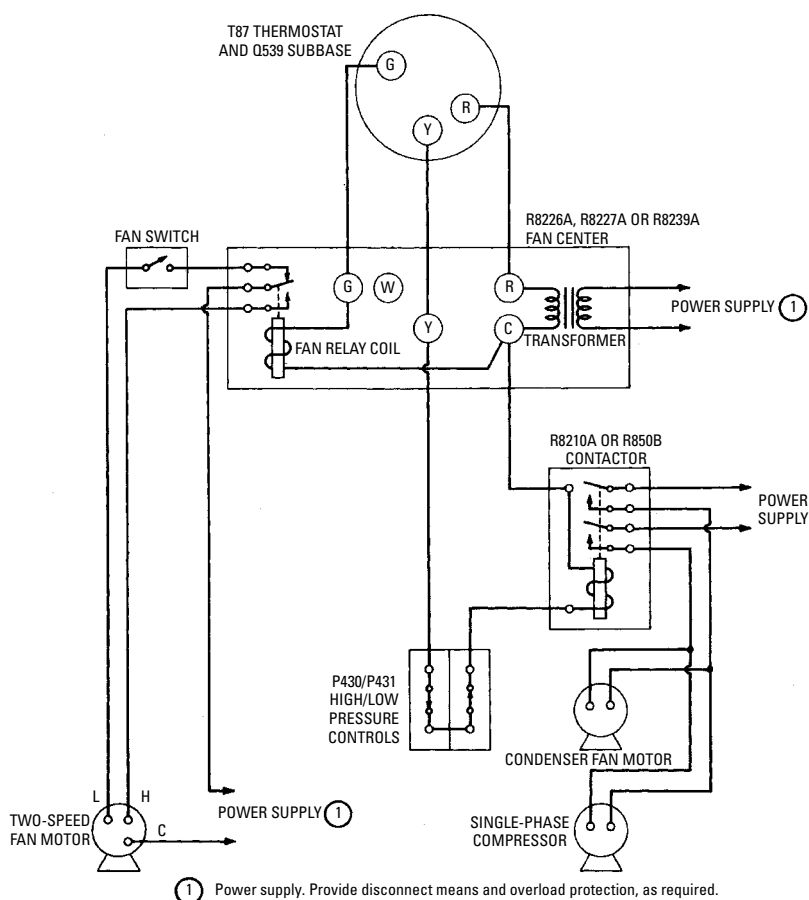 T87 THERMOSTAT
AND Q539 SUBBASE
G
R
Y
R8226A, R8227A OR R8239A
FAN CENTER
FAN SWITCH
G
W
R
POWER SUPPLY 1
Y
C
TRANSFORMER
FAN RELAY COIL
R8210A OR R850B
CONTACTOR
POWER
SUPPLY
P430/P431
HIGH/LOW
PRESSURE
CONTROLS
CONDENSER FAN MOTOR
L
H
POWER SUPPLY 1
TWO-SPEED
FAN MOTOR
C
SINGLE-PHASE
COMPRESSOR
1 Power supply. Provide disconnect means and overload protection, as required.